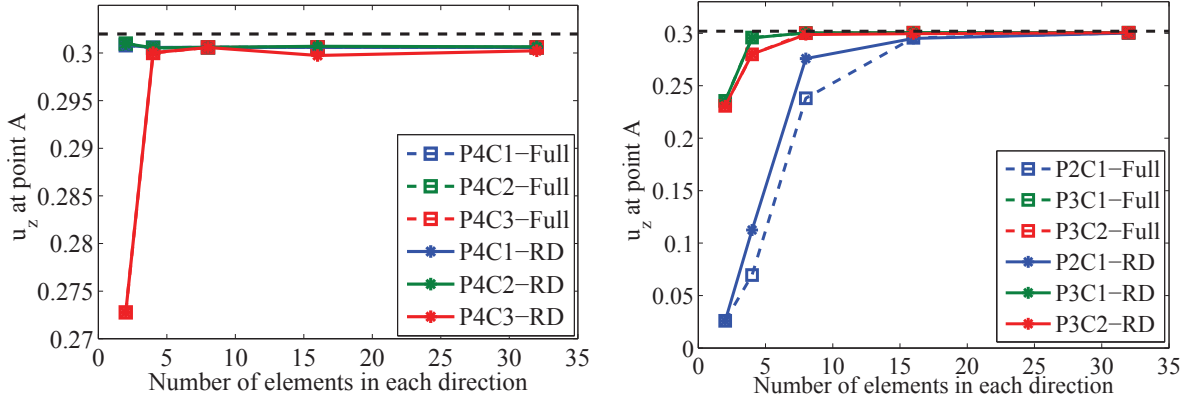 0.3
0.295
0.29
0.285
0.28
0.275
0.27
0 5 10 15 20 25 30 35
u_z at point A
Number of elements in each direction
P4C1−Full
P4C2−Full
P4C3−Full
P4C1−RD
P4C2−RD
P4C3−RD
0.3
0.25
0.2
0.15
0.1
0.05
0
0 5 10 15 20 25 30 35
u_z at point A
Number of elements in each direction
P2C1−Full
P3C1−Full
P3C2−Full
P2C1−RD
P3C1−RD
P3C2−RD